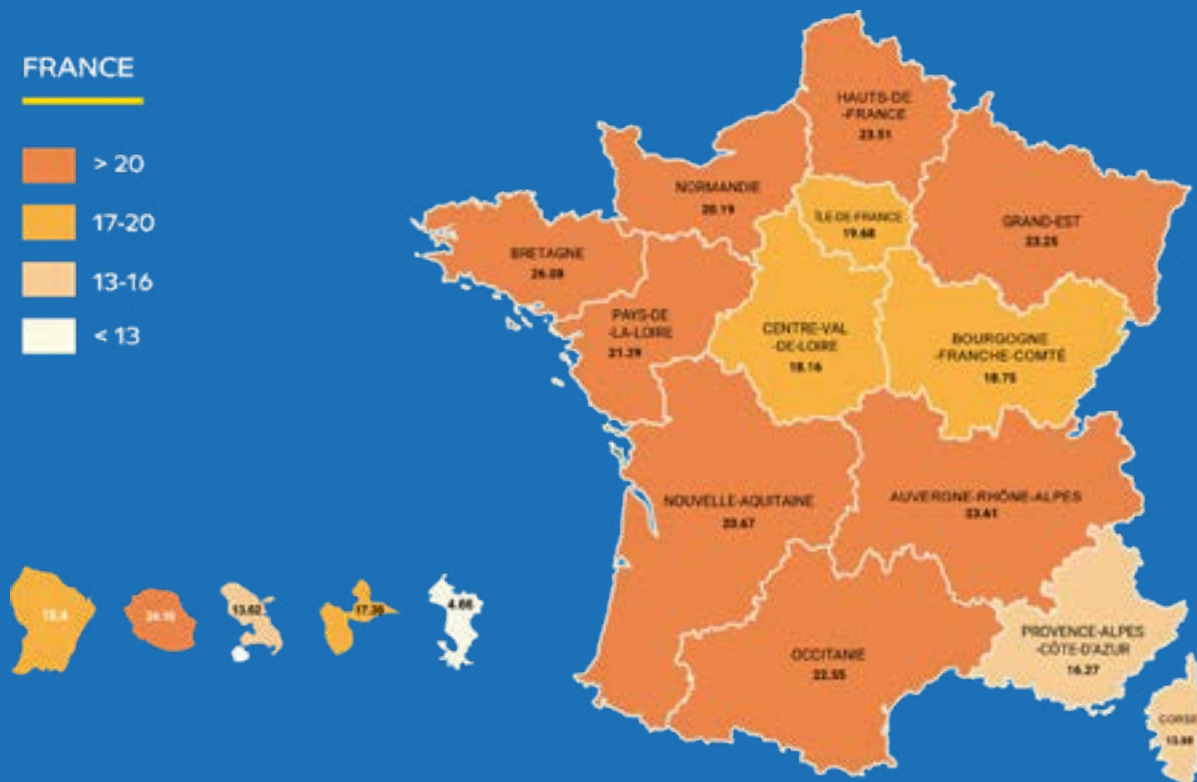 FRANCE
> 20
17-20
13-16
< 13
HAUTS-DE
-FRANCE
23.51
NORMANDIE
20.19
ÎLE-DE-FRANCE
19.68
GRAND-EST
23.25
BRETAGNE
26.08
PAYS-DE
-LA-LOIRE
21.29
CENTRE-VAL
-DE-LOIRE
18.16
BOURGOGNE
-FRANCHE-COMTÉ
18.75
NOUVELLE-AQUITAINE
20.67
AUVERGNE-RHÔNE-ALPES
23.61
13.62
4.66
PROVENCE-ALPES
-CÔTE-D'AZUR
16.27
OCCITANIE
22.55
CORSE